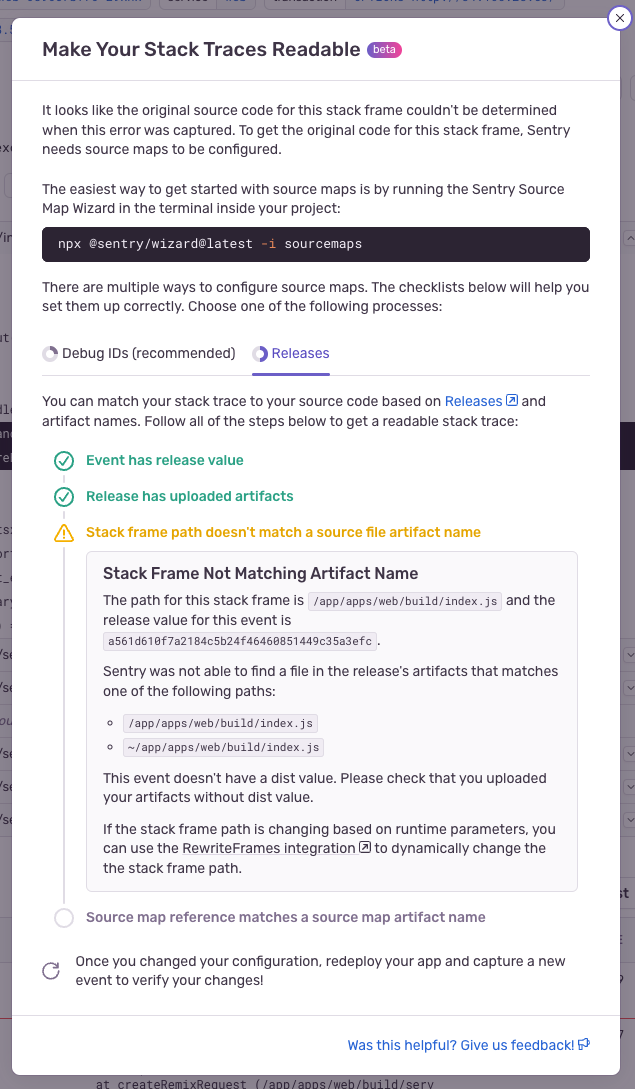 Make Your Stack Traces Readable beta
It looks like the original source code for this stack frame couldn't be determined
when this error was captured. To get the original code for this stack frame, Sentry
needs source maps to be configured.
The easiest way to get started with source maps is by running the Sentry Source
Map Wizard in the terminal inside your project:
npx @sentry/wizard@latest -i sourcemaps
There are multiple ways to configure source maps. The checklists below will help you
set them up correctly. Choose one of the following processes:
Debug IDs (recommended) Releases
You can match your stack trace to your source code based on Releases and
artifact names. Follow all of the steps below to get a readable stack trace:
Event has release value
Release has uploaded artifacts
Stack frame path doesn't match a source file artifact name
Stack Frame Not Matching Artifact Name
The path for this stack frame is /app/apps/web/build/index.js and the
release value for this event is
a561d610f7a2184c5b24f46460851449c35a3efc.
Sentry was not able to find a file in the release's artifacts that matches
one of the following paths:
/app/apps/web/build/index.js
~/app/apps/web/build/index.js
This event doesn't have a dist value. Please check that you uploaded
your artifacts without dist value.
If the stack frame path is changing based on runtime parameters, you
can use the RewriteFrames integration to dynamically change the
the stack frame path.
Source map reference matches a source map artifact name
Once you changed your configuration, redeploy your app and capture a new
event to verify your changes!
Was this helpful? Give us feedback!
at createRemixRequest (/app/apps/web/build/serv